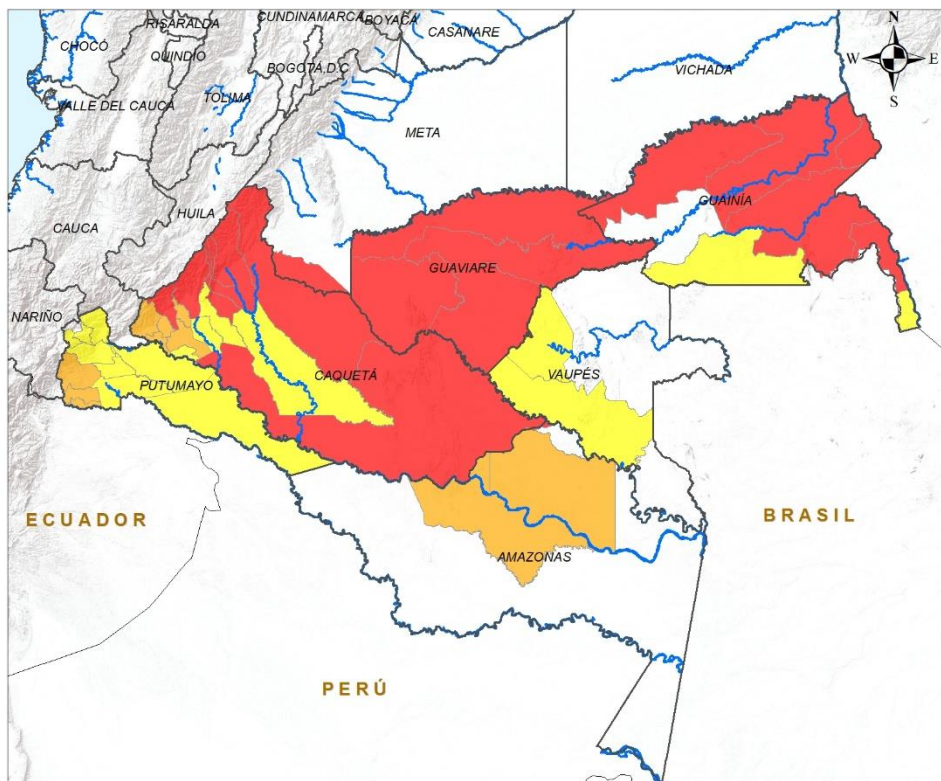 RISARALDA
CUNDINAMARCA
BOYACÁ
CASANARE
N
CHOCÓ
QUINDIO
BOGOTÁ D.C
VICHADA
W
E
S
VALLE DEL CAUCA
TOLIMA
META
CAUCA
HUILA
GUAINÍA
GUAVIARE
NARIÑO
PUTUMAYO
CAQUETÁ
VAUPÉS
ECUADOR
BRASIL
AMAZONAS
PERÚ